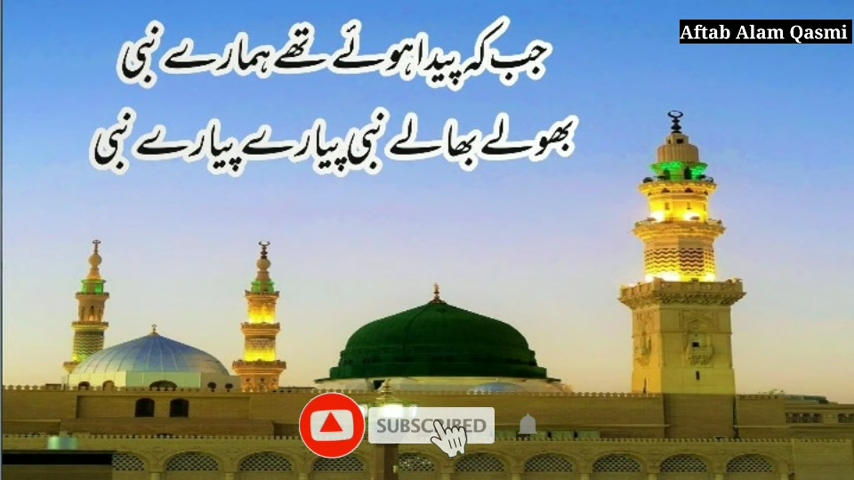 Aftab Alam Qasmi
جب کہ پیدا ہوئے تھے ہمارے نبی
بھولے بھالے نبی پیارے پیارے نبی
SUBSCRIBED